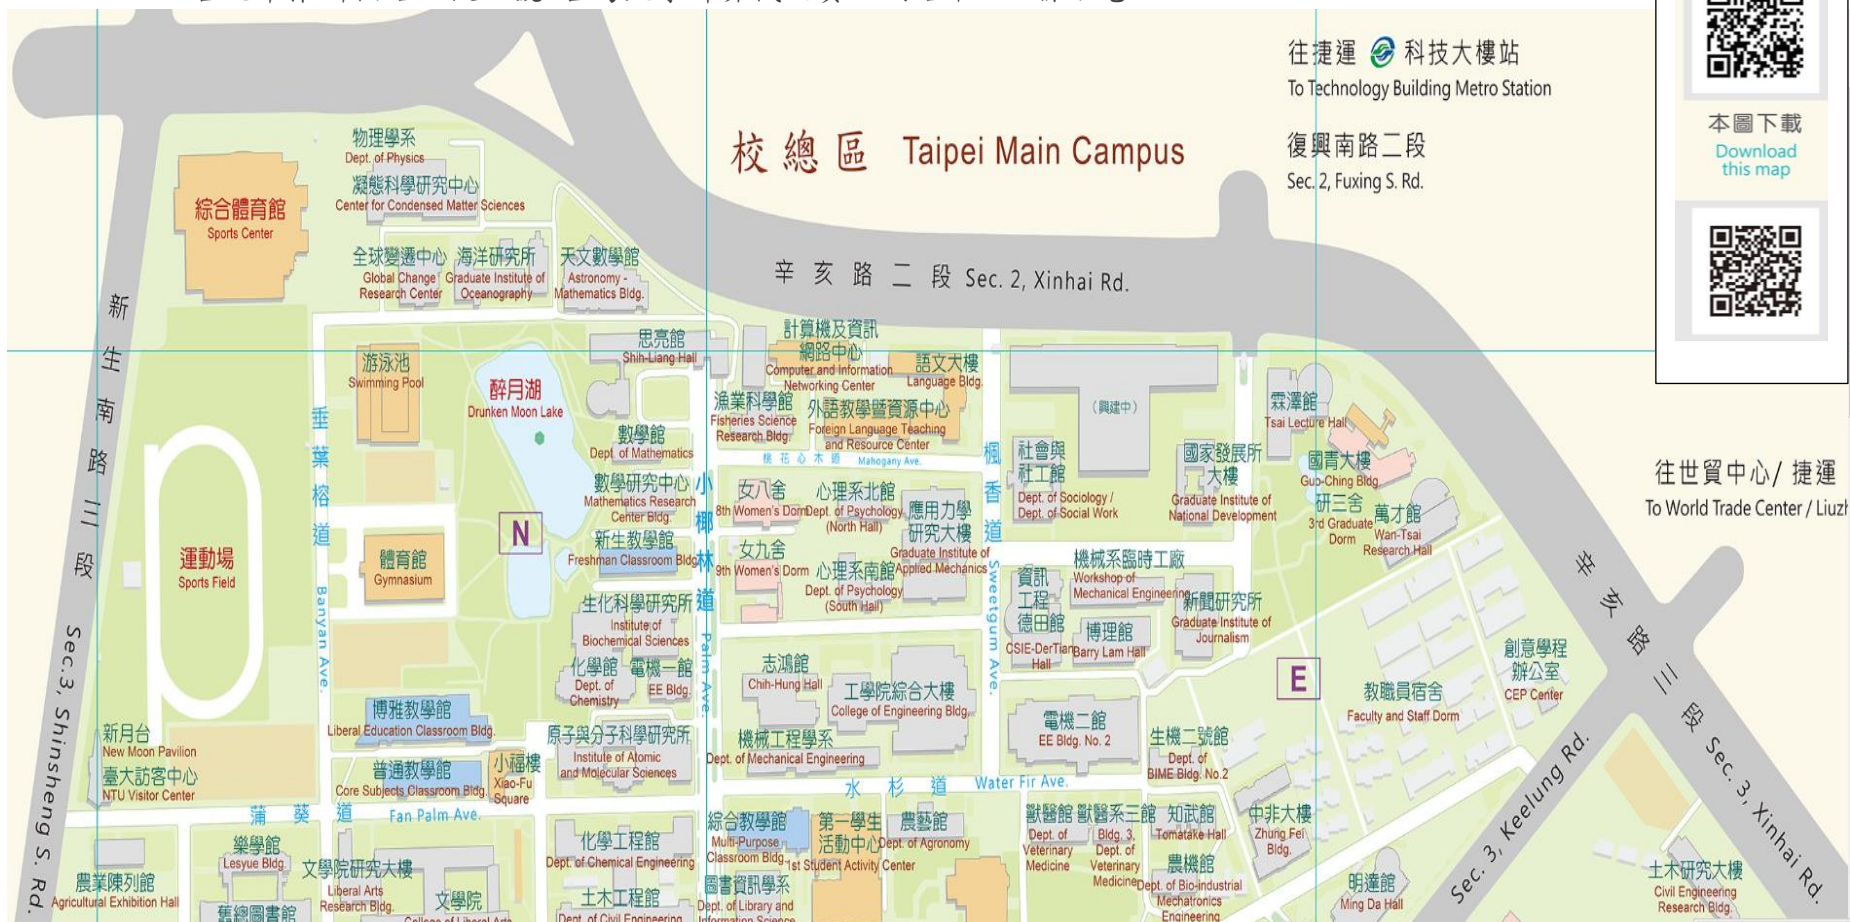 往捷運 科技大樓站
To Technology Building Metro Station
復興南路二段
Sec. 2, Fuxing S. Rd.
本圖下載
Download
this map
校總區 Taipei Main Campus
物理學系
Dept. of Physics
凝態科學研究中心
Center for Condensed Matter Sciences
綜合體育館
Sports Center
全球變遷中心
Global Change
Research Center
海洋研究所
Graduate Institute of
Oceanography
天文數學館
Astronomy -
Mathematics Bldg.
辛亥路二段 Sec. 2, Xinhai Rd.
新生南路三段 Sec.3, Shinsheng S. Rd.
游泳池
Swimming Pool
醉月湖
Drunken Moon Lake
思亮館
Shih-Liang Hall
計算機及資訊
網路中心
Computer and Information
Networking Center
語文大樓
Language Bldg.
漁業科學館
Fisheries Science
Research Bldg.
外語教學暨資源中心
Foreign Language Teaching
and Resource Center
(興建中)
霖澤館
Tsai Lecture Hall
數學館
Dept. of Mathematics
桃花心木道 Mahogany Ave.
垂葉榕道 Banyan Ave.
小椰林道 Palm Ave.
楓香道 Sweetgum Ave.
社會與
社工館
Dept. of Sociology /
Dept. of Social Work
國家發展所
大樓
Graduate Institute of
National Development
國青大樓
Guo-Ching Bldg.
研三舍
3rd Graduate
Dorm
萬才館
Wan-Tsai
Research Hall
往世貿中心/ 捷運
To World Trade Center / Liuzh
數學研究中心
Mathematics Research
Center Bldg.
女八舍
8th Women's Dorm
心理系北館
Dept. of Psychology
(North Hall)
應用力學
研究大樓
Graduate Institute of
Applied Mechanics
N
新生教學館
Freshman Classroom Bldg.
女九舍
9th Women's Dorm
心理系南館
Dept. of Psychology
(South Hall)
運動場
Sports Field
體育館
Gymnasium
機械系臨時工廠
Workshop of
Mechanical Engineering
資訊
工程
德田館
CSIE-DerTian
Hall
博理館
Barry Lam Hall
新聞研究所
Graduate Institute of
Journalism
生化科學研究所
Institute of
Biochemical Sciences
化學館
Dept. of
Chemistry
電機一館
EE Bldg.
志鴻館
Chih-Hung Hall
工學院綜合大樓
College of Engineering Bldg.
E
教職員宿舍
Faculty and Staff Dorm
創意學程
辦公室
CEP Center
辛亥路三段 Sec. 3, Xinhai Rd.
博雅教學館
Liberal Education Classroom Bldg.
新月台
New Moon Pavilion
臺大訪客中心
NTU Visitor Center
原子與分子科學研究所
Institute of Atomic
and Molecular Sciences
機械工程學系
Dept. of Mechanical Engineering
電機二館
EE Bldg. No. 2
生機二號館
Dept. of
BIME Bldg. No.2
普通教學館
Core Subjects Classroom Bldg.
小福樓
Xiao-Fu
Square
水杉道 Water Fir Ave.
Sec. 3, Keelung Rd.
蒲葵道 Fan Palm Ave.
樂學館
Lesyue Bldg.
化學工程館
Dept. of Chemical Engineering
綜合教學館
Multi-Purpose
Classroom Bldg.
第一學生
活動中心
1st Student Activity Center
農藝館
Dept. of Agronomy
獸醫館
Dept. of
Veterinary
Medicine
獸醫系三館
Bldg. 3,
Dept. of
Veterinary
Medicine
知武館
Tomatake Hall
中非大樓
Zhung Fei
Bldg.
農業陳列館
Agricultural Exhibition Hall
文學院研究大樓
Liberal Arts
Research Bldg.
文學院
College of Liberal Arts
舊總圖書館
土木工程館
Dept. of Civil Engineering
圖書資訊學系
Dept. of Library and
Information Science
農機館
Dept. of Bio-industrial
Mechatronics
Engineering
明達館
Ming Da Hall
土木研究大樓
Civil Engineering
Research Bldg.